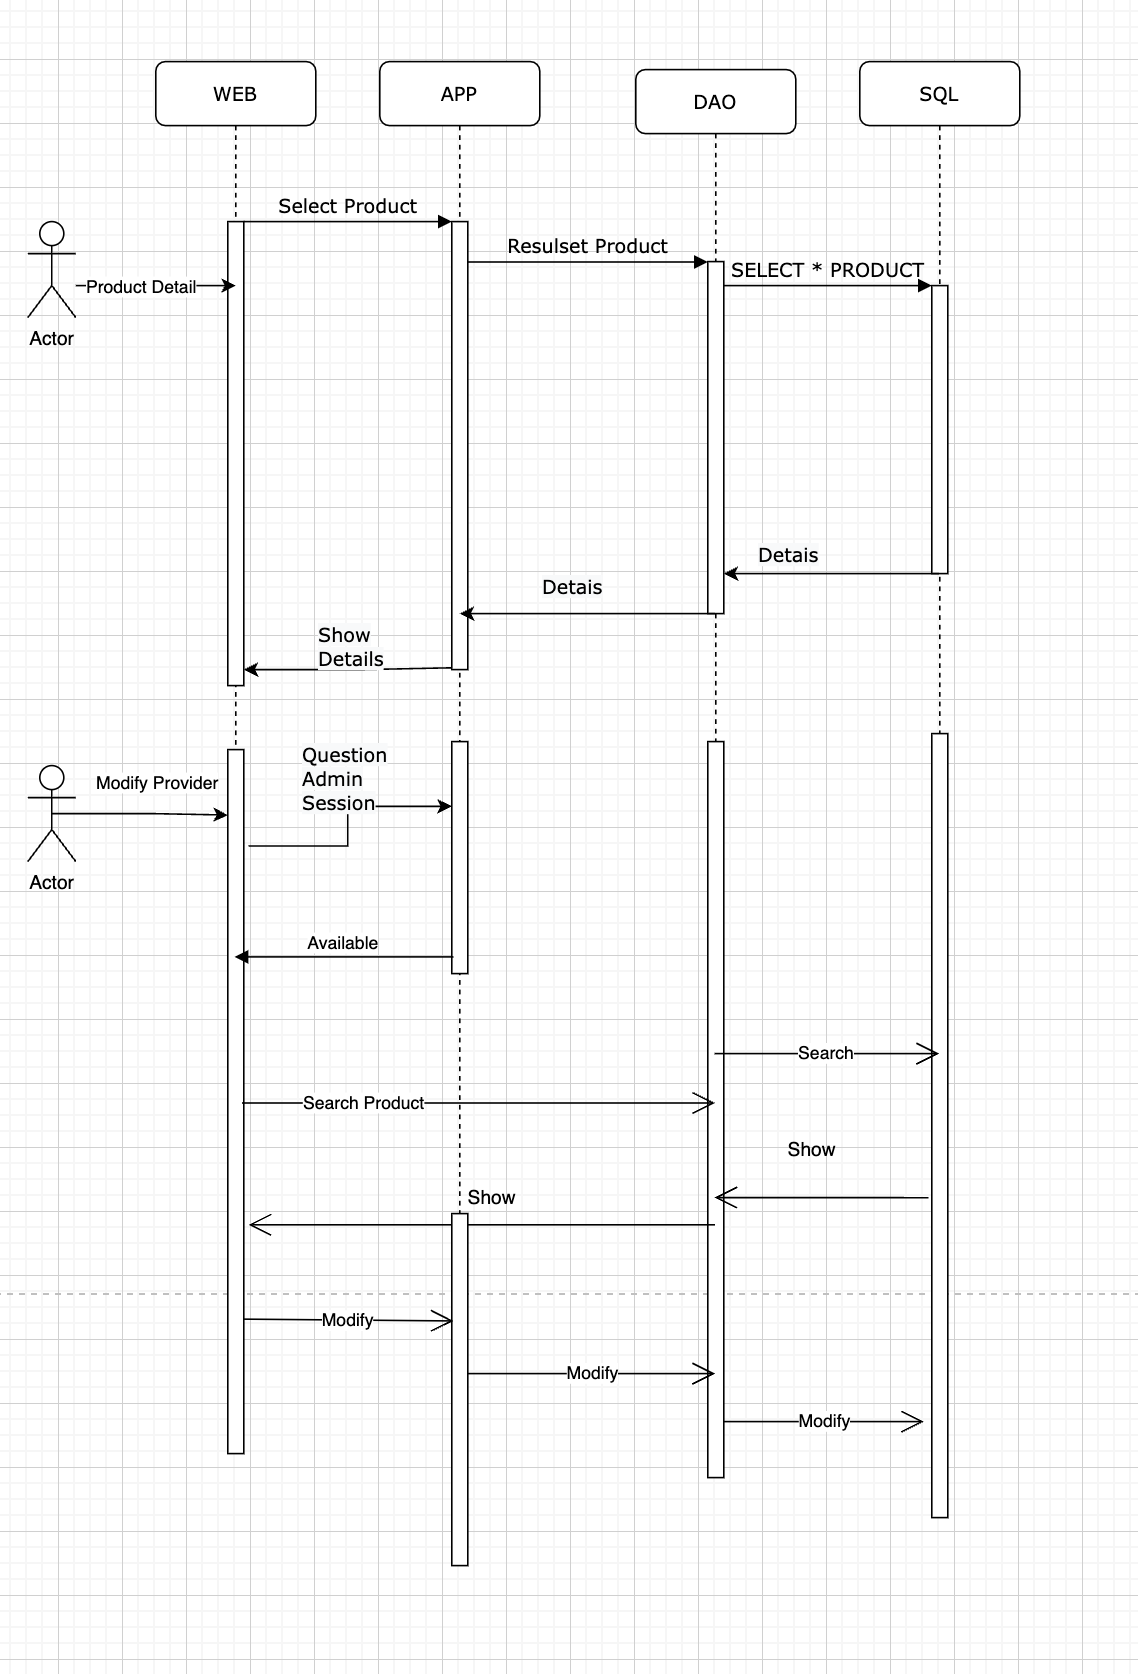 WEB
APP
DAO
SQL
Select Product
Resulset Product
SELECT * PRODUCT
Product Detail
Actor
Detais
Detais
Show
Details
Question
Admin
Session
Modify Provider
Actor
Available
Search
Search Product
Show
Show
Modify
Modify
Modify